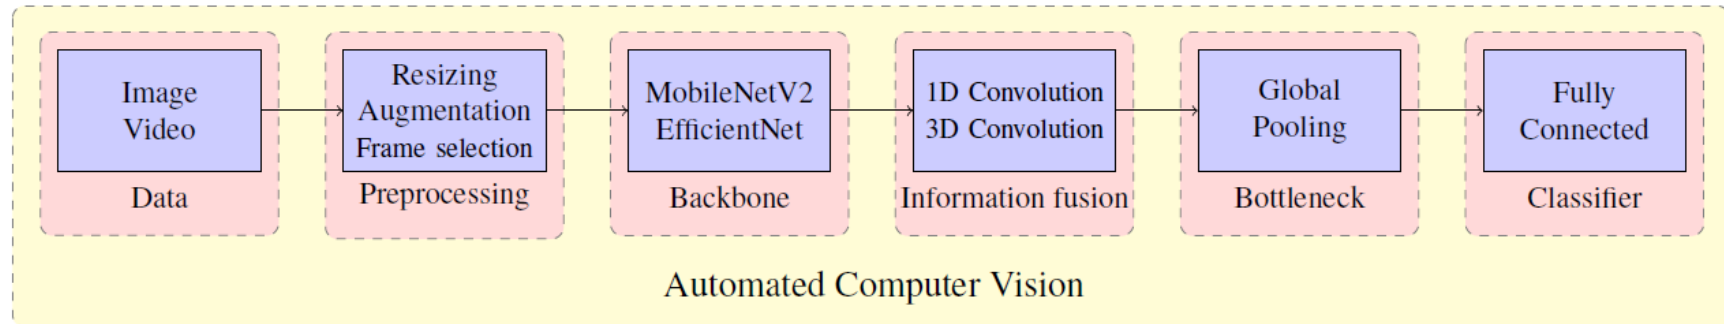 Image
Video
Data
Resizing
Augmentation
Frame selection
Preprocessing
MobileNetV2
EfficientNet
Backbone
1D Convolution
3D Convolution
Information fusion
Global
Pooling
Bottleneck
Fully
Connected
Classifier
Automated Computer Vision